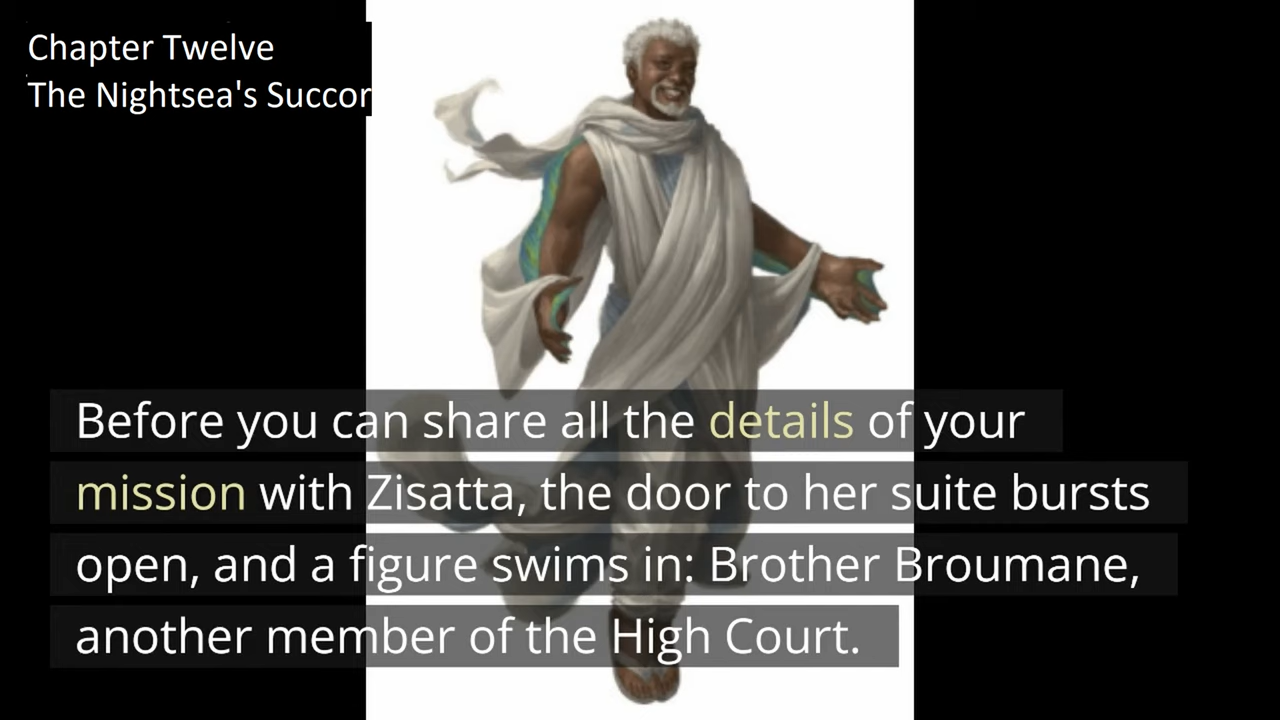 Chapter Twelve
The Nightsea's Succor
Before you can share all the details of your
mission with Zisatta, the door to her suite bursts
open, and a figure swims in: Brother Broumane,
another member of the High Court.